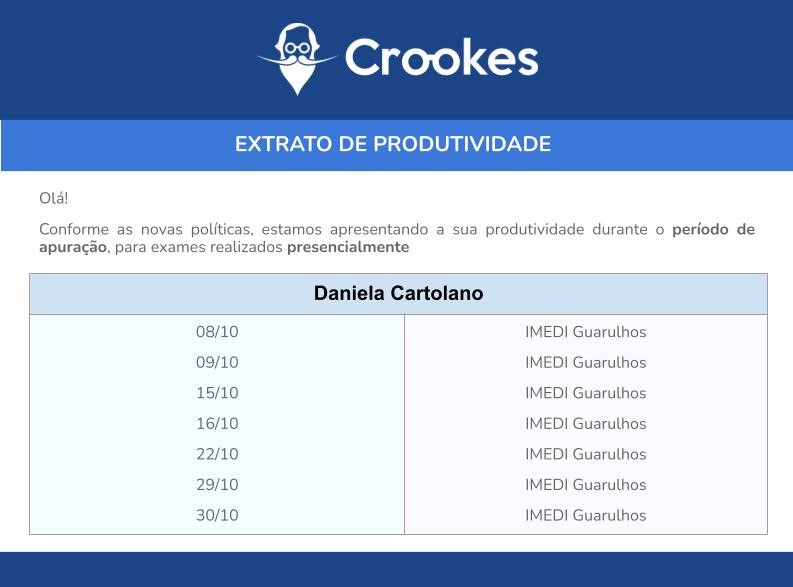 Crookes
EXTRATO DE PRODUTIVIDADE
Olá!
Conforme as novas políticas, estamos apresentando a sua produtividade durante o período de
apuração, para exames realizados presencialmente
Daniela Cartolano
08/10 IMEDI Guarulhos
09/10 IMEDI Guarulhos
15/10 IMEDI Guarulhos
16/10 IMEDI Guarulhos
22/10 IMEDI Guarulhos
29/10 IMEDI Guarulhos
30/10 IMEDI Guarulhos